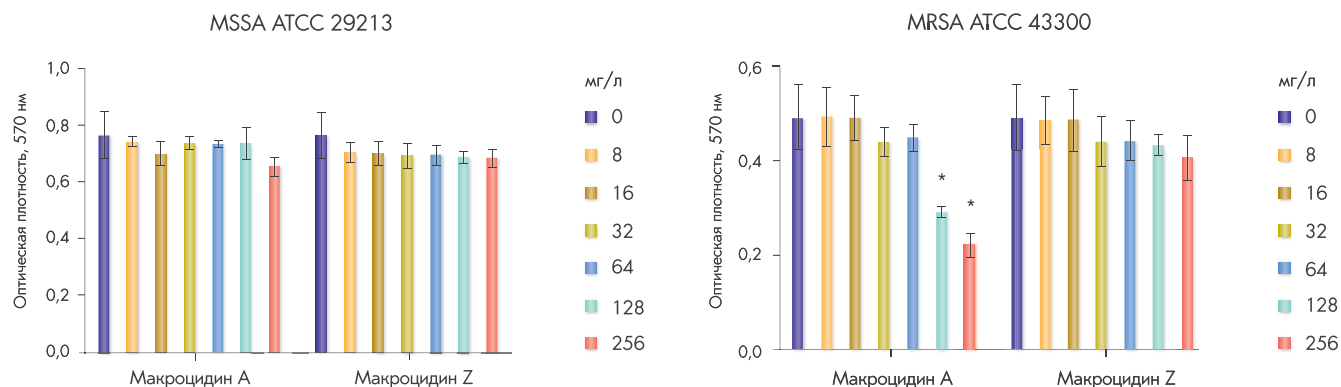 MSSA ATCC 29213
Оптическая плотность, 570 нм
1,0
0,8
0,6
0,4
0,2
0,0
Макроцидин A
Макроцидин Z
мг/л
0
8
16
32
64
128
256
MRSA ATCC 43300
Оптическая плотность, 570 нм
0,6
0,4
0,2
0,0
*
*
Макроцидин A
Макроцидин Z
мг/л
0
8
16
32
64
128
256